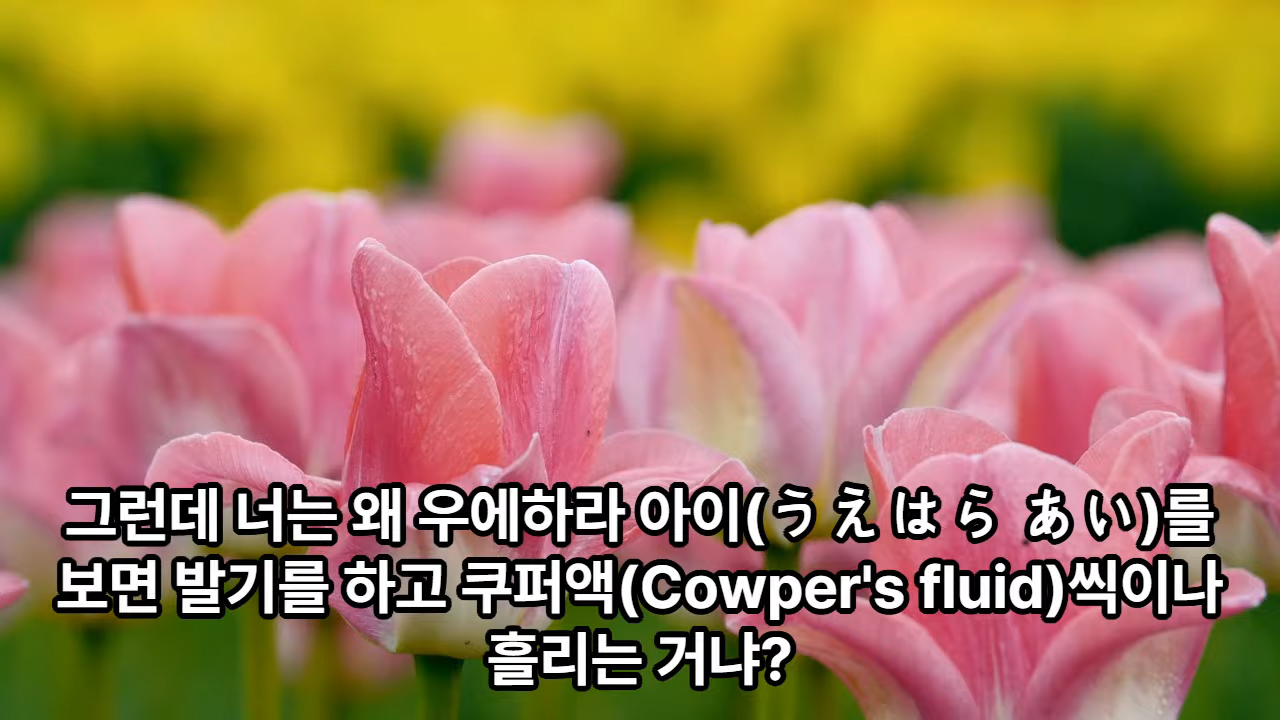 그런데 너는 왜 우에하라 아이(うえはら あい)를
보면 발기를 하고 쿠퍼액(Cowper's fluid)씩이나
흘리는 거냐?